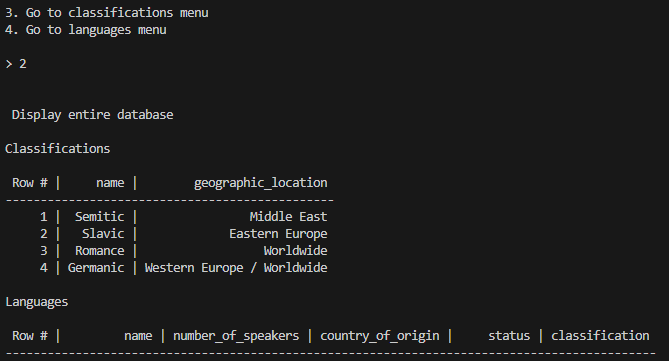 3. Go to classifications menu
4. Go to languages menu
> 2
Display entire database
Classifications
Row # | name | geographic_location
-----------------------------------------------
1 | Semitic | Middle East
2 | Slavic | Eastern Europe
3 | Romance | Worldwide
4 | Germanic | Western Europe / Worldwide
Languages
Row # | name | number_of_speakers | country_of_origin | status | classification
--------------------------------------------------------------------------------------------